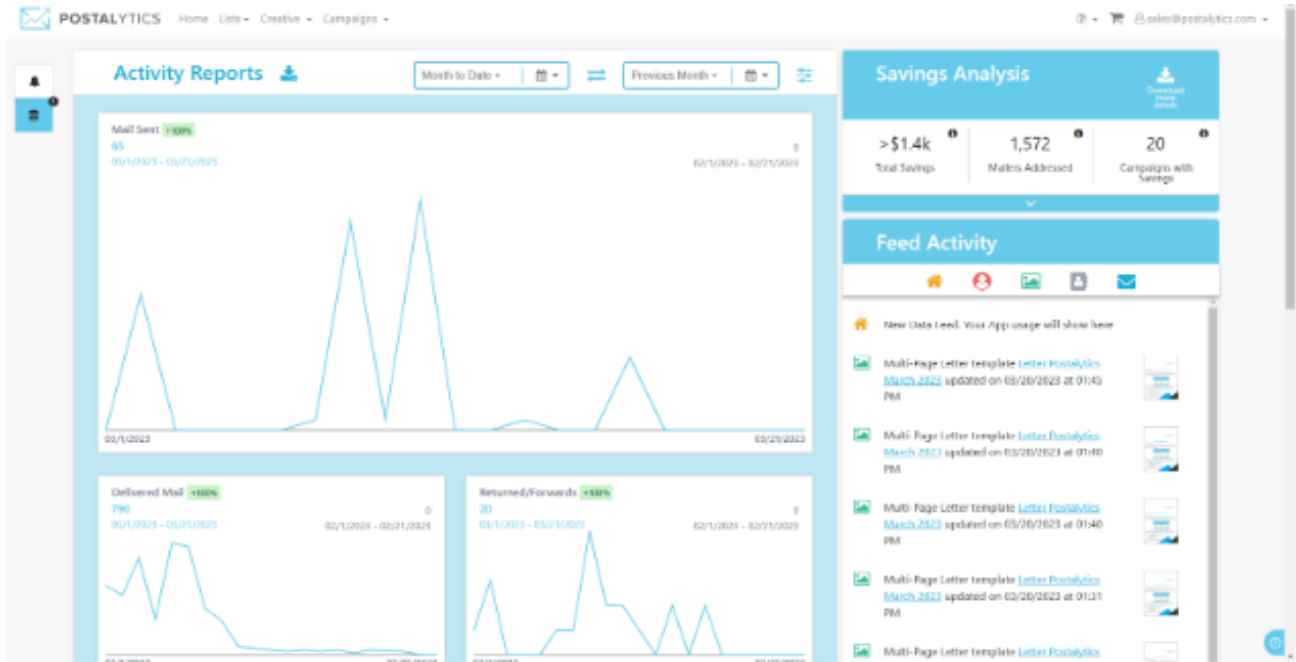 POSTALYTICS Home Lists Creative Campaigns sales@postalytics.com
Activity Reports
Month to Date
Previous Month
Mail Sent +100%
65
03/1/2023 - 03/21/2023
0
02/1/2023 - 02/21/2023
03/1/2023
03/21/2023
Delivered Mail +100%
790
03/1/2023 - 03/21/2023
0
02/1/2023 - 02/21/2023
Returned/Forwards +100%
20
03/1/2023 - 03/21/2023
0
02/1/2023 - 02/21/2023
Savings Analysis
Download
more
details
>$1.4k
Total Savings
1,572
Mailers Addressed
20
Campaigns with
Savings
Feed Activity
New Data Feed. Your App usage will show here
Multi-Page Letter template Letter Postalytics
March 2023 updated on 03/20/2023 at 01:45
PM
Multi-Page Letter template Letter Postalytics
March 2023 updated on 03/20/2023 at 01:40
PM
Multi-Page Letter template Letter Postalytics
March 2023 updated on 03/20/2023 at 01:40
PM
Multi-Page Letter template Letter Postalytics
March 2023 updated on 03/20/2023 at 01:31
PM
Multi-Page Letter template Letter Postalytics